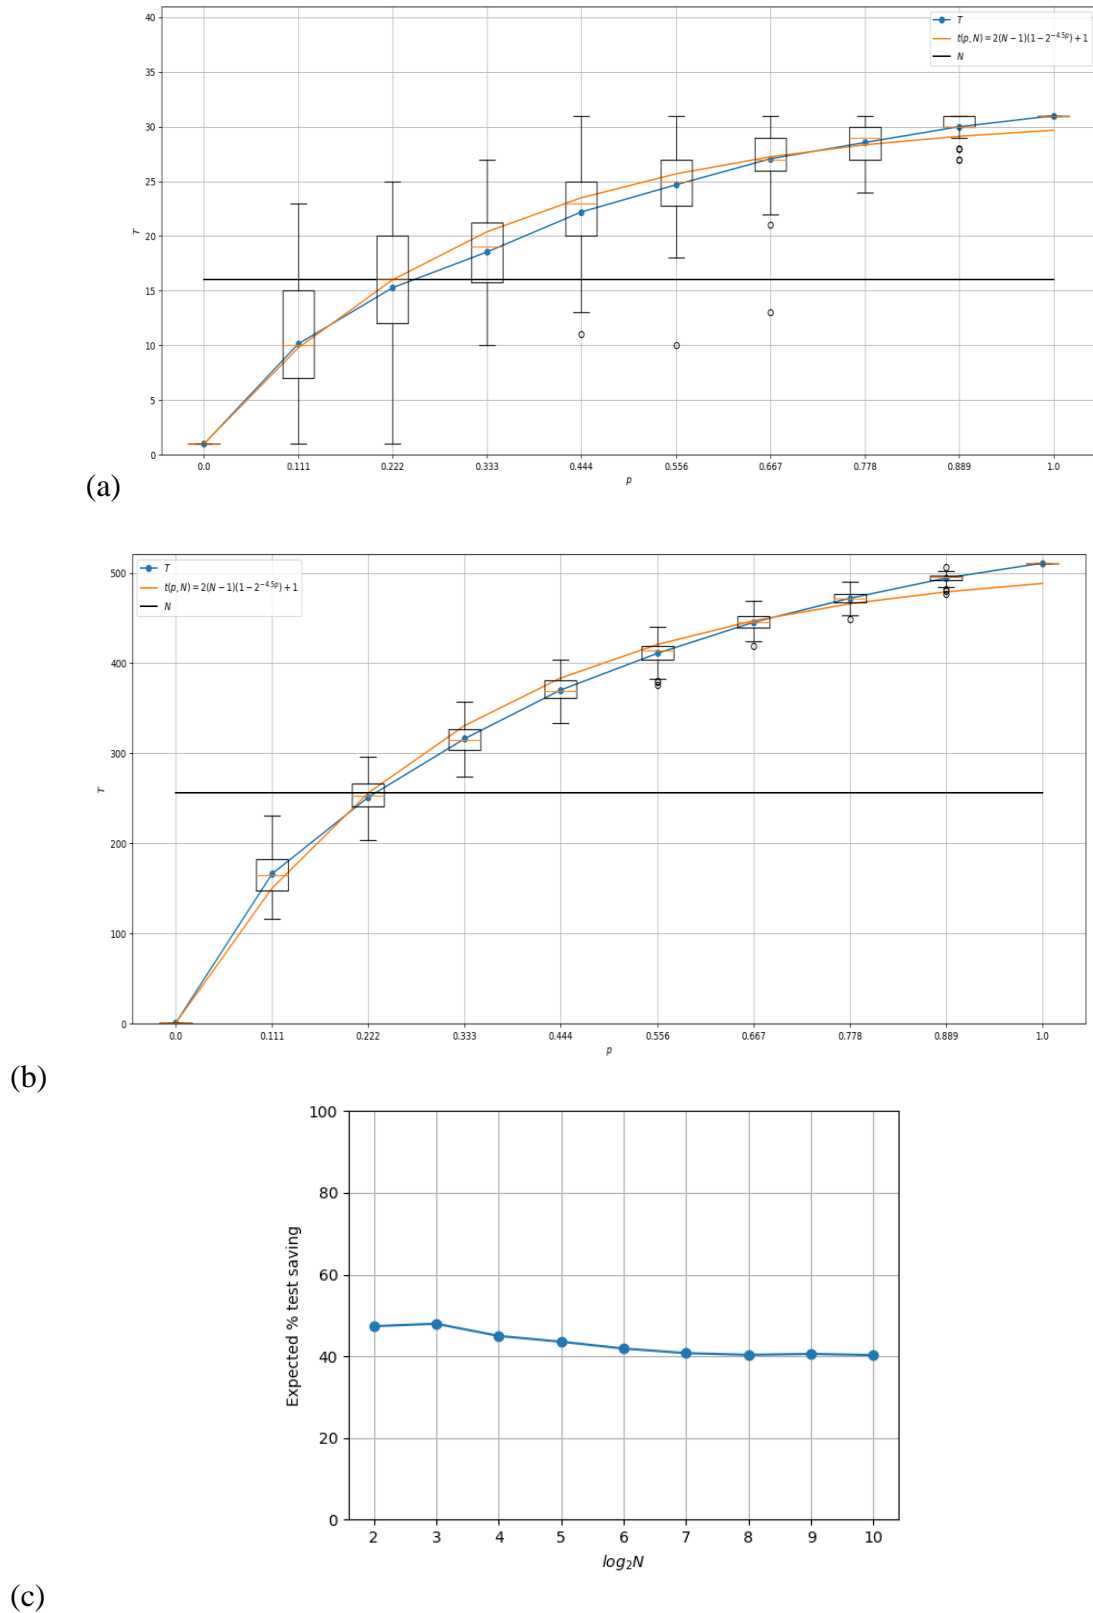 40
35
30
25
20
15
10
5
0
T
T
t(p, N) = 2(N − 1)(1 − 2^{−4.5p}) + 1
N
0.0 0.111 0.222 0.333 0.444 0.556 0.667 0.778 0.889 1.0
p
(a)
500
400
300
200
100
0
T
T
t(p, N) = 2(N − 1)(1 − 2^{−4.5p}) + 1
N
0.0 0.111 0.222 0.333 0.444 0.556 0.667 0.778 0.889 1.0
p
(b)
100
80
60
40
20
0
Expected % test saving
2 3 4 5 6 7 8 9 10
log₂N
(c)